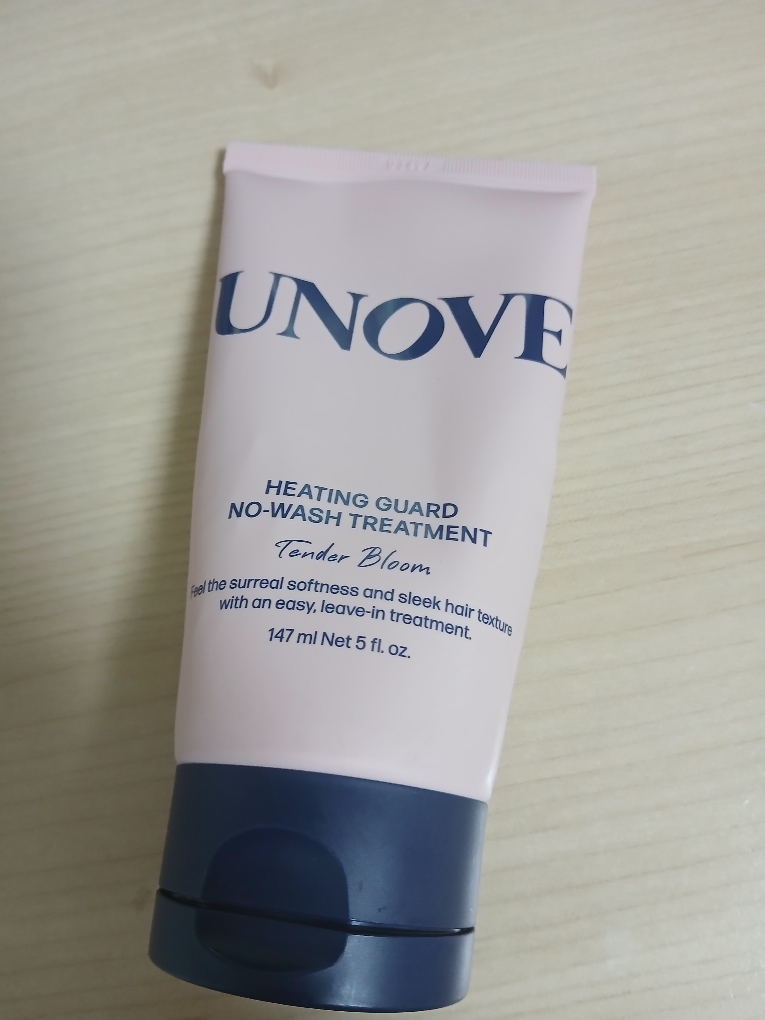 UNOVE
HEATING GUARD
NO-WASH TREATMENT
Tender Bloom
Feel the surreal softness and sleek hair texture
with an easy, leave-in treatment.
147 ml Net 5 fl. oz.